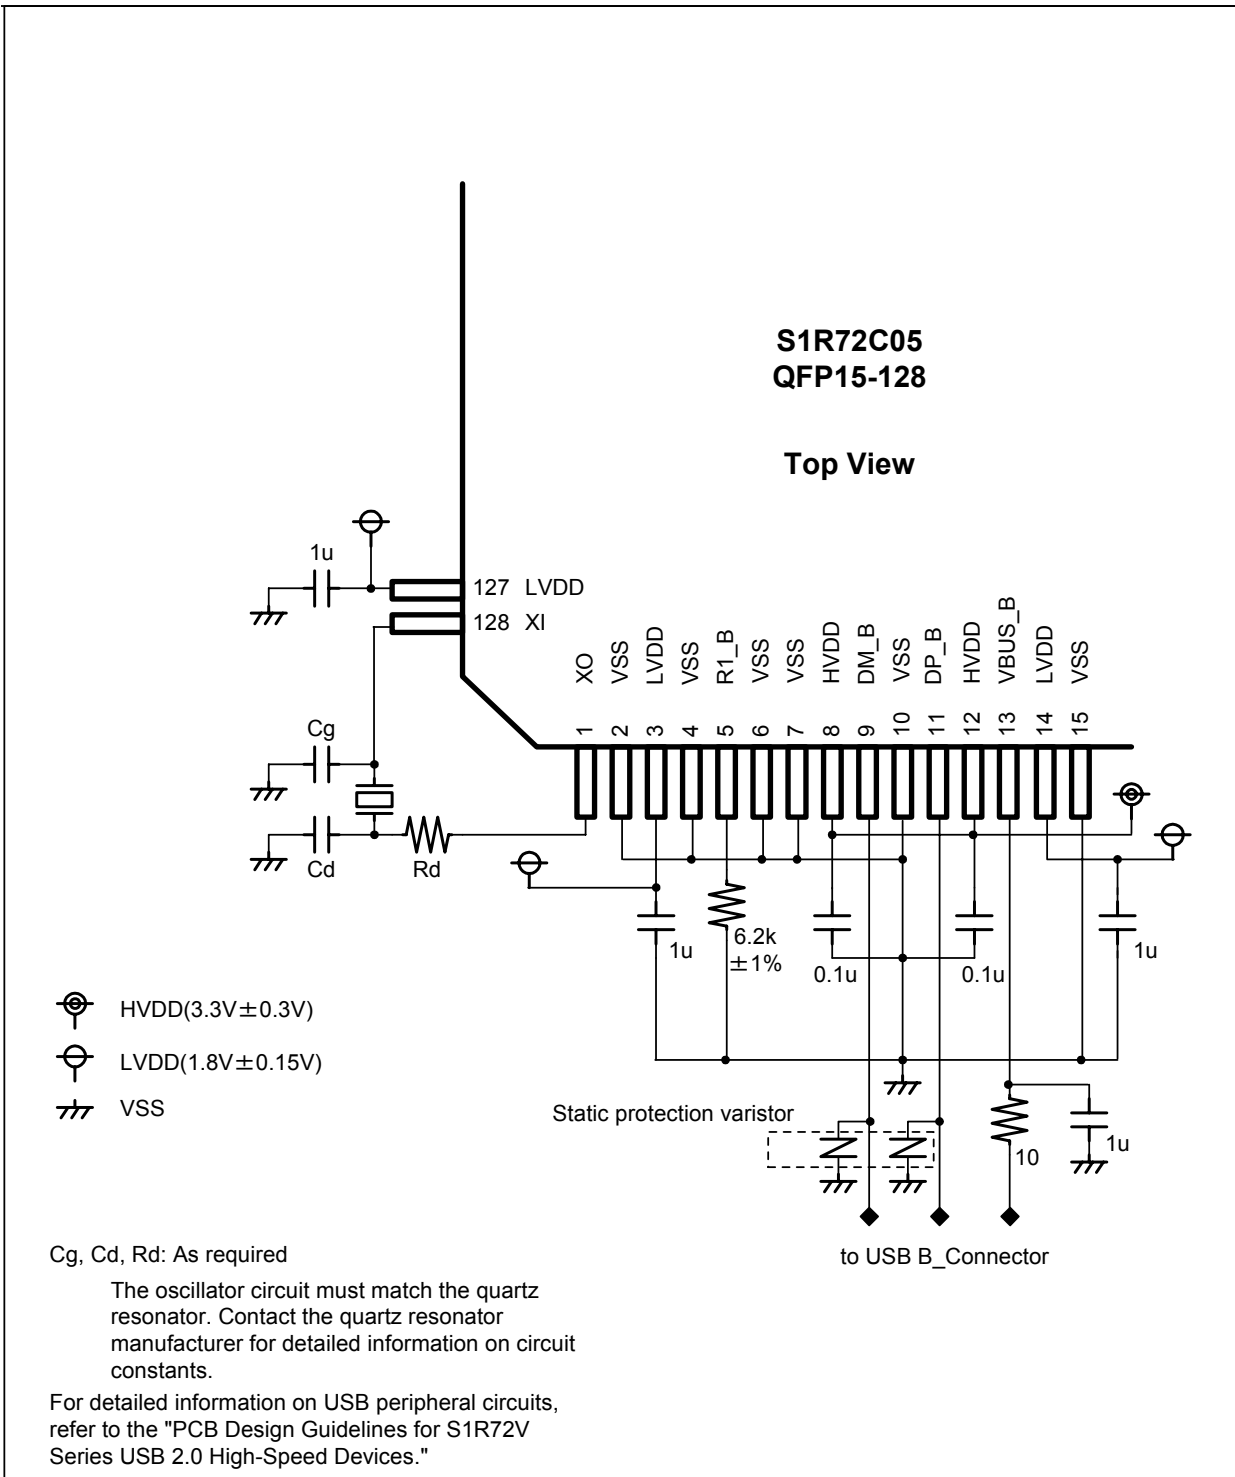 S1R72C05
QFP15-128
Top View
1u
127 LVDD
128 XI
XO
VSS
LVDD
VSS
R1_B
VSS
VSS
HVDD
DM_B
VSS
DP_B
HVDD
VBUS_B
LVDD
VSS
1
2
3
4
5
6
7
8
9
10
11
12
13
14
15
Cg
Cd
Rd
1u
6.2k
±1%
0.1u
0.1u
1u
HVDD(3.3V±0.3V)
LVDD(1.8V±0.15V)
VSS
Static protection varistor
10
1u
to USB B_Connector
Cg, Cd, Rd: As required
The oscillator circuit must match the quartz
resonator. Contact the quartz resonator
manufacturer for detailed information on circuit
constants.
For detailed information on USB peripheral circuits,
refer to the "PCB Design Guidelines for S1R72V
Series USB 2.0 High-Speed Devices."